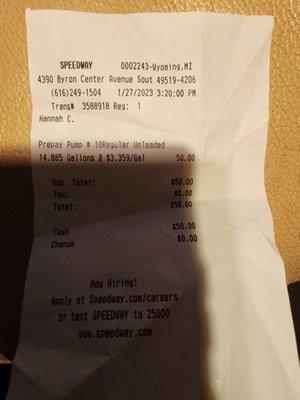 SPEEDWAY 0002243-Wyoming,MI
4390 Byron Center Avenue Sout 49519-4206
(616)249-1504 1/27/2023 3:20:00 PM
Trans# 3588918 Reg: 1
Hannah C.
Prepay Pump # 10Regular Unleaded
14.885 Gallons @ $3.359/Gal 50.00
Sub. Total: $50.00
Tax: $0.00
Total: $50.00
Cash $50.00
Change $0.00
Now Hiring!
Apply at Speedway.com/careers
or text SPEEDWAY to 25000
www.speedway.com